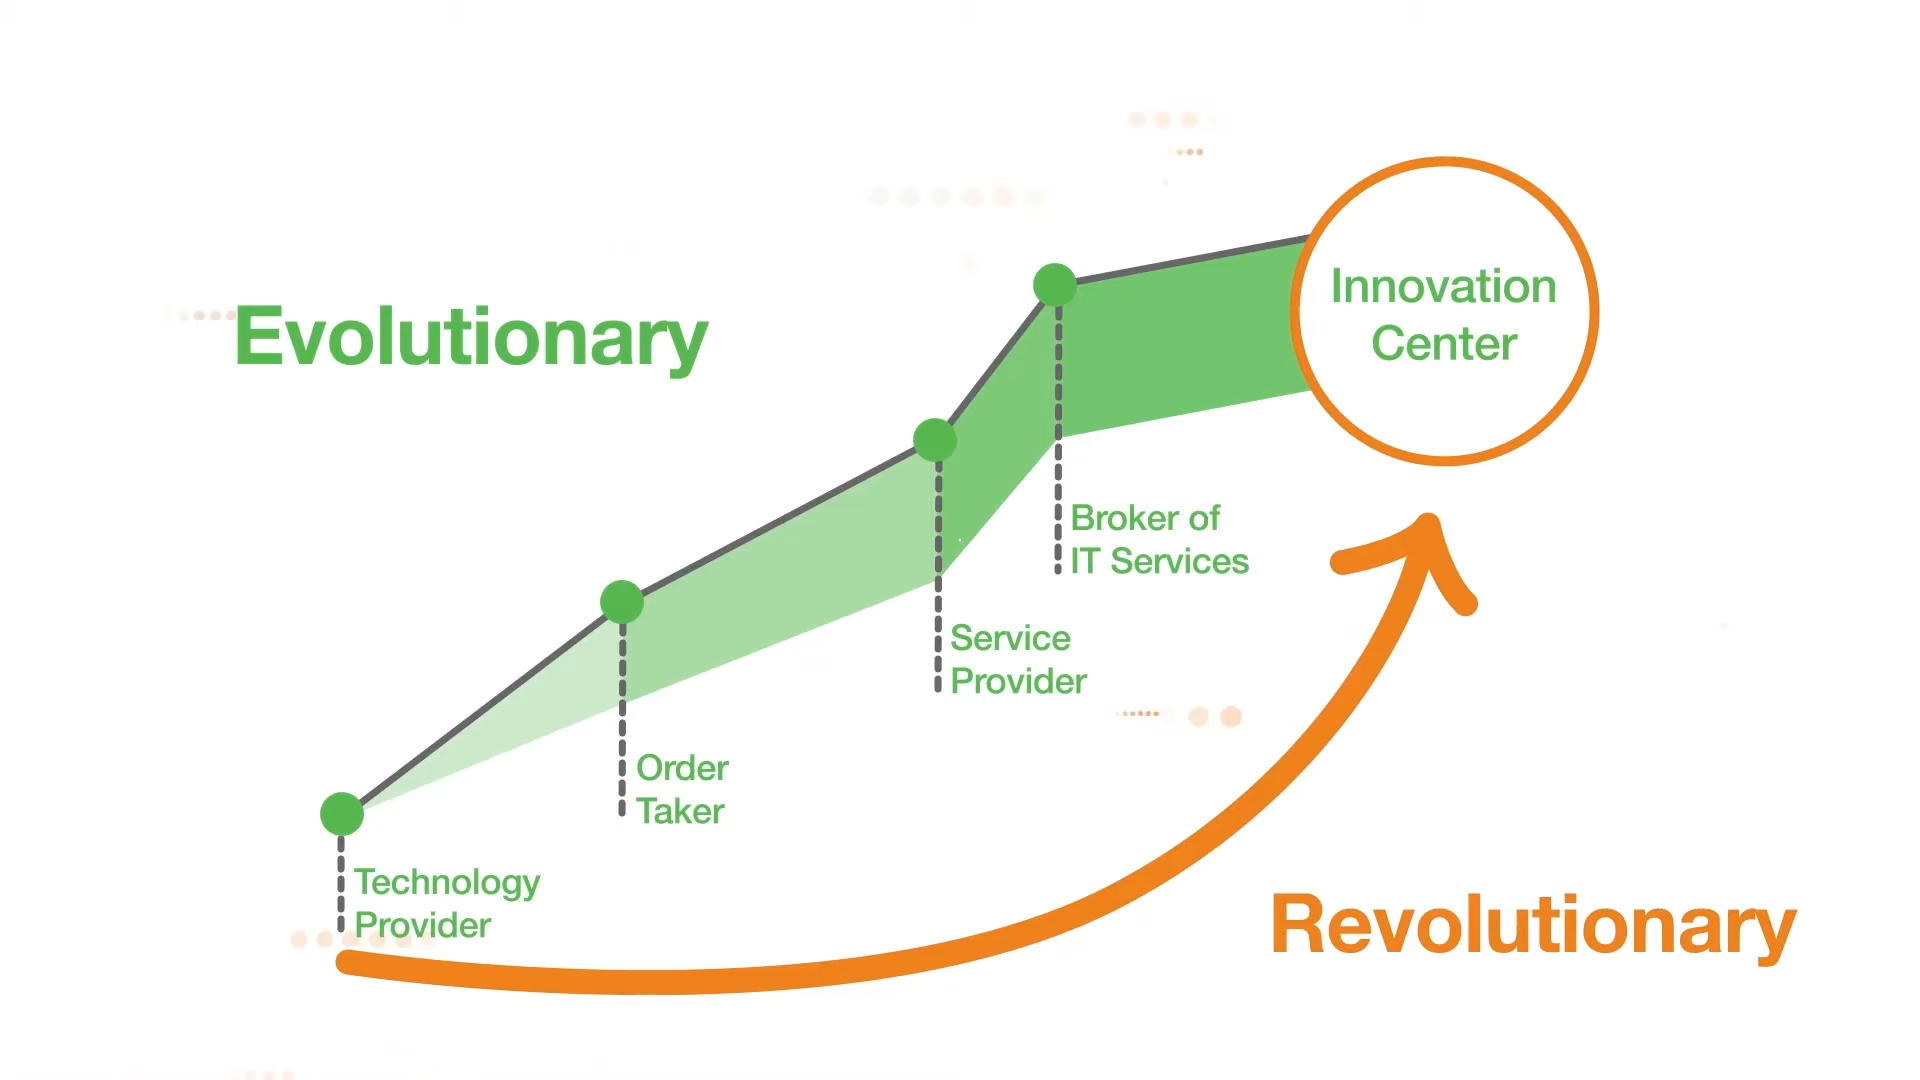 Evolutionary
Innovation
Center
Broker of
IT Services
Service
Provider
Order
Taker
Technology
Provider
Revolutionary